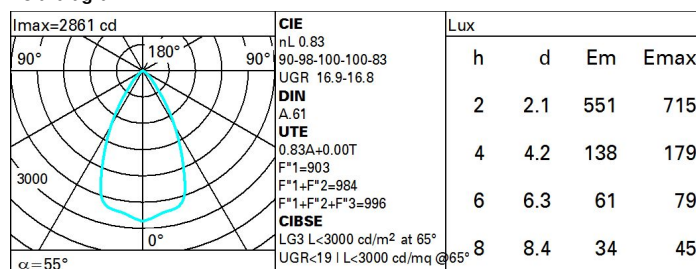 Imax=2861 cd
90°
180°
90°
3000
0°
α=55°
CIE
nL 0.83
90-98-100-100-83
UGR 16.9-16.8
DIN
A.61
UTE
0.83A+0.00T
F"1=903
F"1+F"2=984
F"1+F"2+F"3=996
CIBSE
LG3 L<3000 cd/m² at 65°
UGR<19 | L<3000 cd/mq @65°
Lux
h d Em Emax
2 2.1 551 715
4 4.2 138 179
6 6.3 61 79
8 8.4 34 45